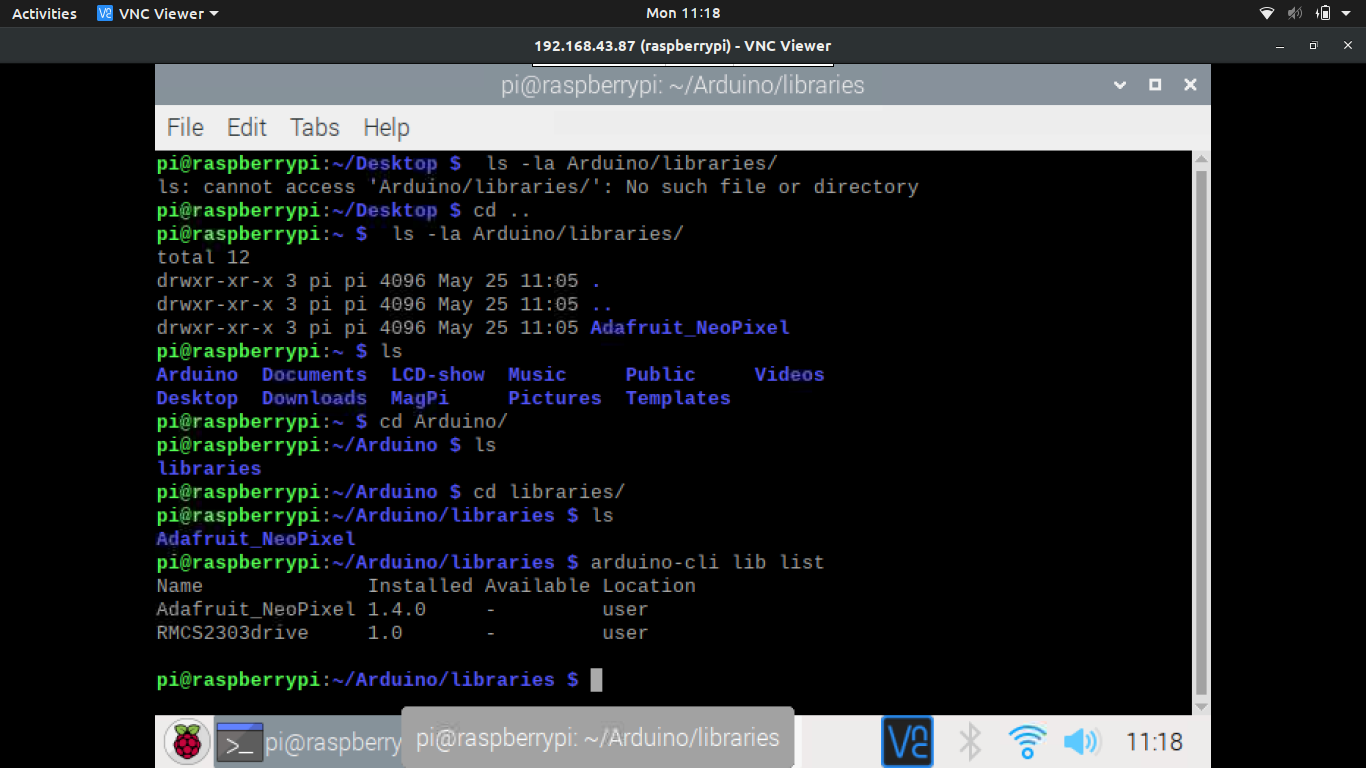 Activities VNC Viewer Mon 11:18
192.168.43.87 (raspberrypi) - VNC Viewer
pi@raspberrypi: ~/Arduino/libraries
File Edit Tabs Help
pi@raspberrypi:~/Desktop $  ls -la Arduino/libraries/
ls: cannot access 'Arduino/libraries/': No such file or directory
pi@raspberrypi:~/Desktop $ cd ..
pi@raspberrypi:~ $  ls -la Arduino/libraries/
total 12
drwxr-xr-x 3 pi pi 4096 May 25 11:05 .
drwxr-xr-x 3 pi pi 4096 May 25 11:05 ..
drwxr-xr-x 3 pi pi 4096 May 25 11:05 Adafruit_NeoPixel
pi@raspberrypi:~ $ ls
Arduino  Documents  LCD-show  Music     Public     Videos
Desktop  Downloads  MagPi     Pictures  Templates
pi@raspberrypi:~ $ cd Arduino/
pi@raspberrypi:~/Arduino $ ls
libraries
pi@raspberrypi:~/Arduino $ cd libraries/
pi@raspberrypi:~/Arduino/libraries $ ls
Adafruit_NeoPixel
pi@raspberrypi:~/Arduino/libraries $ arduino-cli lib list
Name              Installed Available Location
Adafruit_NeoPixel 1.4.0     -         user
RMCS2303drive     1.0       -         user
pi@raspberrypi:~/Arduino/libraries $
pi@raspberry pi@raspberrypi: ~/Arduino/libraries 11:18